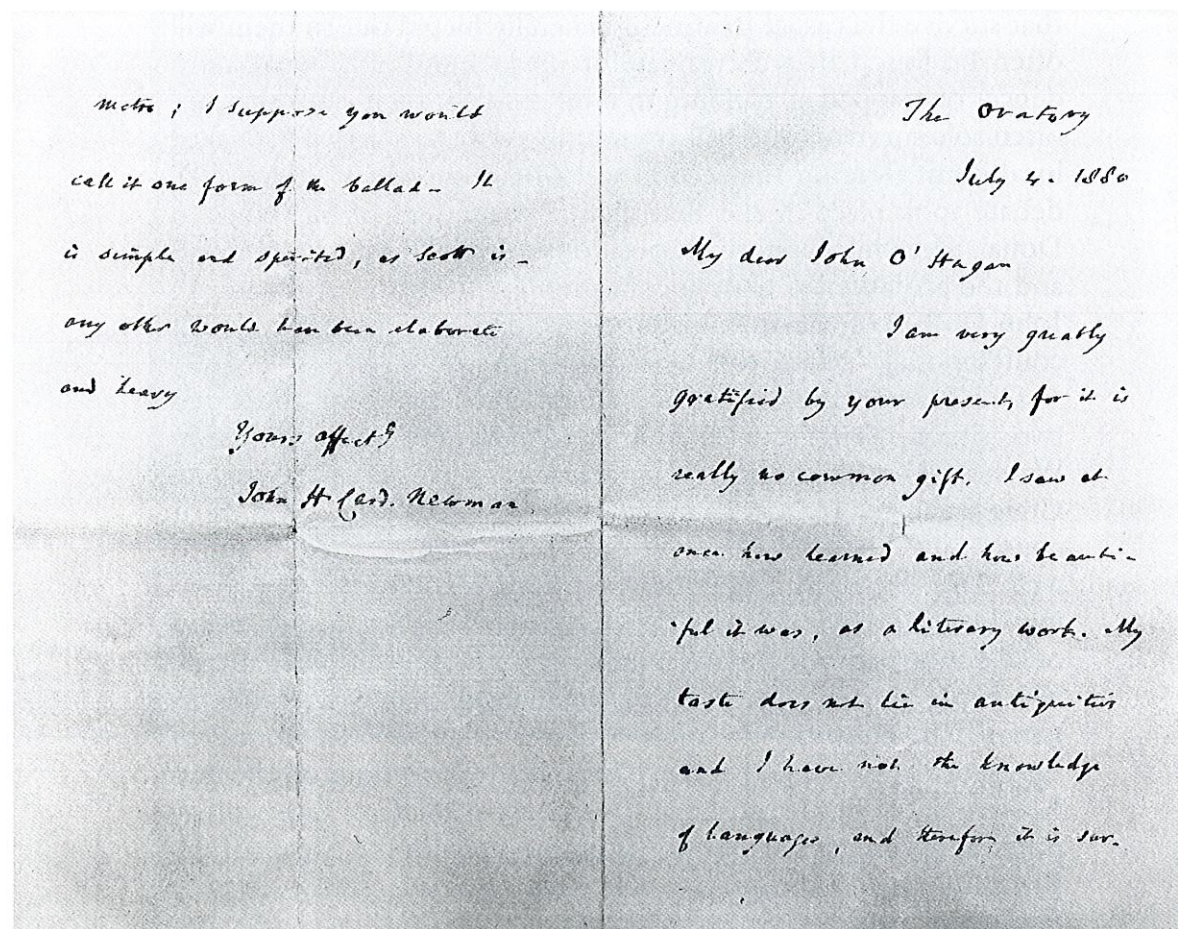 The Oratory
July 4. 1880
My dear John O'Hagan
I am very greatly
gratified by your present, for it is
really no common gift. I saw at
once how learned and how beauti-
ful it was, as a literary work. My
taste does not lie in antiquities
and I have not the knowledge
of languages, and therefore it is sur-
metre ; I suppose you would
call it one form of the ballad – It
is simple and spirited, as Scott is –
any other would have been elaborate
and heavy
Yours affectly
John H Card. Newman